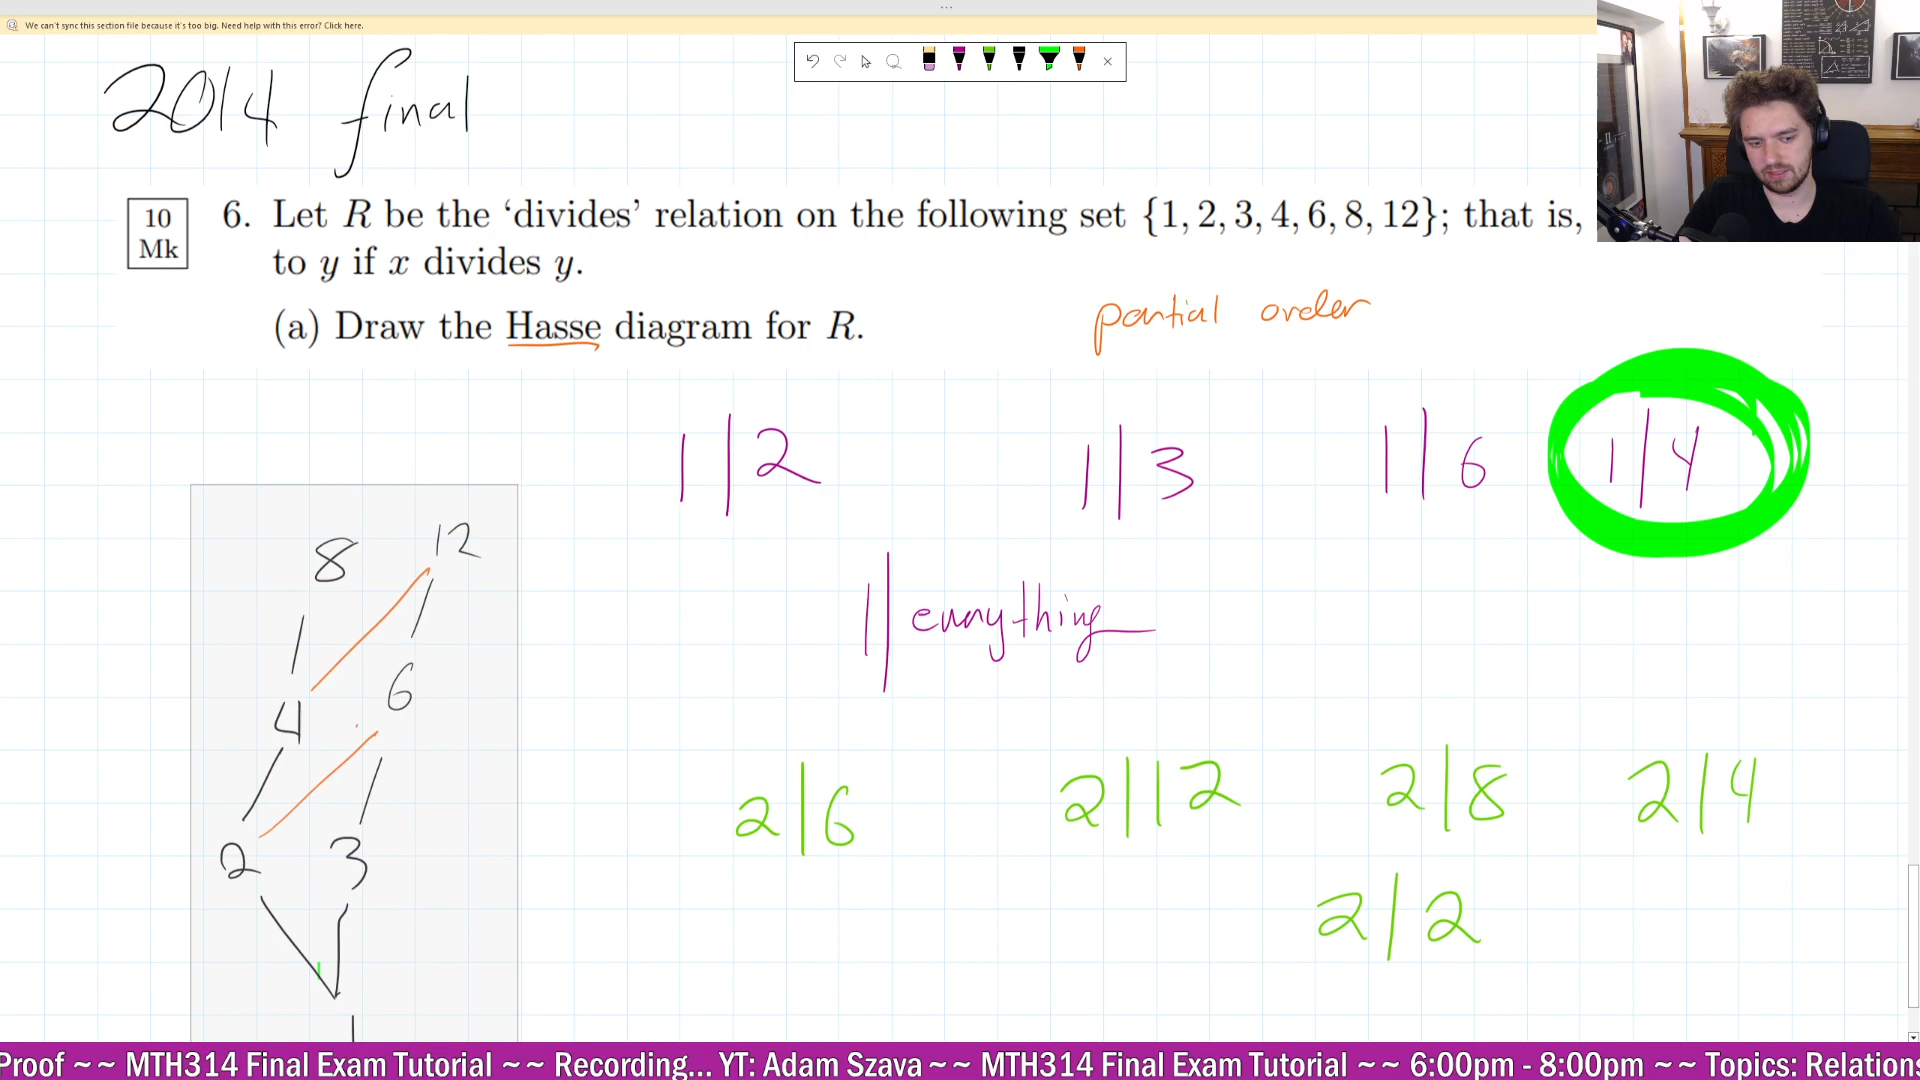 We can't sync this section file because it's too big. Need help with this error? Click here.
2014 final
10
Mk
6. Let R be the ‘divides’ relation on the following set {1, 2, 3, 4, 6, 8, 12}; that is,
to y if x divides y.
(a) Draw the Hasse diagram for R.
partial order
1|2 1|3 1|6 1|4
8 12
1|everything
4 6
2|6 2|12 2|8 2|4
2 3
2|2
1
Proof ~~ MTH314 Final Exam Tutorial ~~ Recording... YT: Adam Szava ~~ MTH314 Final Exam Tutorial ~~ 6:00pm - 8:00pm ~~ Topics: Relations